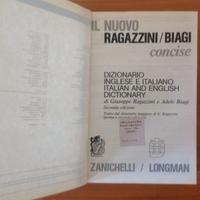 IL NUOVO
RAGAZZINI/BIAGI
concise
DIZIONARIO
INGLESE E ITALIANO
ITALIAN AND ENGLISH
DICTIONARY
di Giuseppe Ragazzini e Adele Biagi
Seconda edizione
ZANICHELLI / LONGMAN